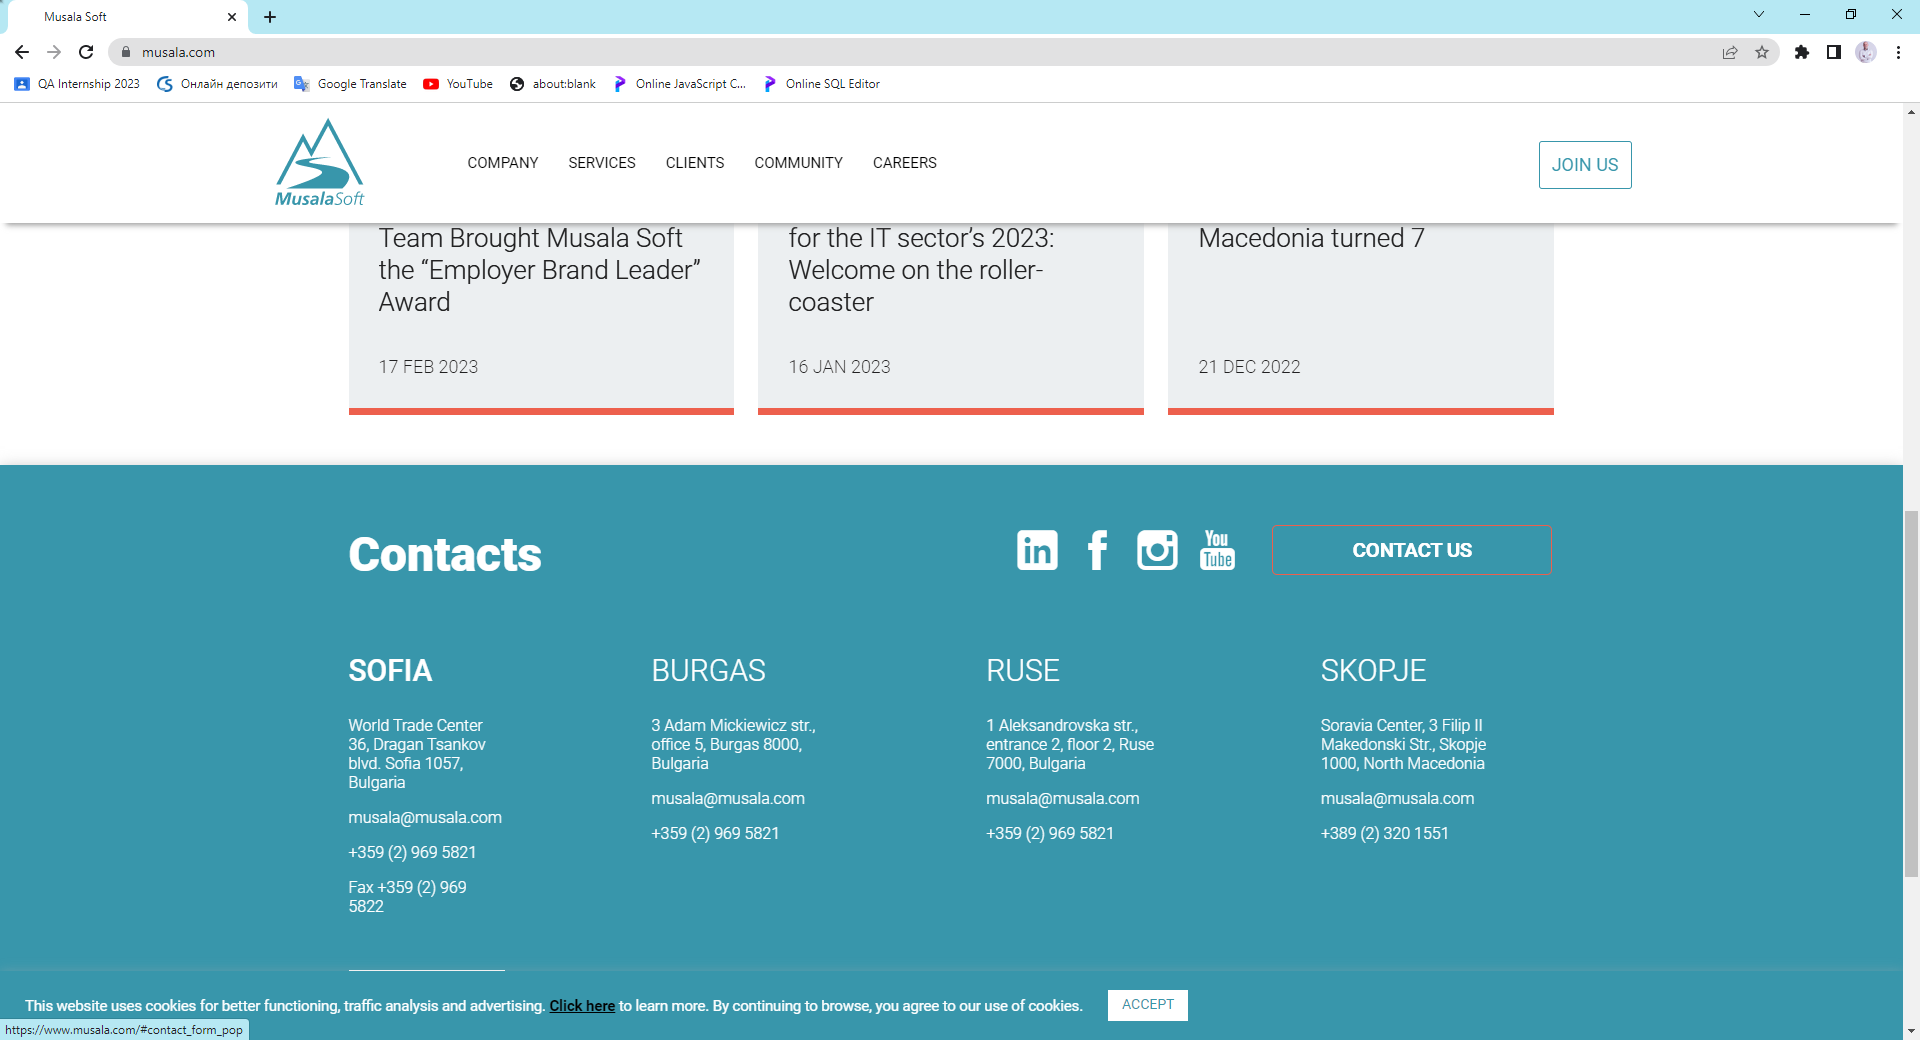 Musala Soft
musala.com
QA Internship 2023
Онлайн депозити
Google Translate
YouTube
about:blank
Online JavaScript C...
Online SQL Editor
MusalaSoft
COMPANY
SERVICES
CLIENTS
COMMUNITY
CAREERS
JOIN US
Team Brought Musala Soft
the “Employer Brand Leader”
Award
17 FEB 2023
for the IT sector’s 2023:
Welcome on the roller-
coaster
16 JAN 2023
Macedonia turned 7
21 DEC 2022
Contacts
in
f
You
Tube
CONTACT US
SOFIA
World Trade Center
36, Dragan Tsankov
blvd. Sofia 1057,
Bulgaria
musala@musala.com
+359 (2) 969 5821
Fax +359 (2) 969
5822
BURGAS
3 Adam Mickiewicz str.,
office 5, Burgas 8000,
Bulgaria
musala@musala.com
+359 (2) 969 5821
RUSE
1 Aleksandrovska str.,
entrance 2, floor 2, Ruse
7000, Bulgaria
musala@musala.com
+359 (2) 969 5821
SKOPJE
Soravia Center, 3 Filip II
Makedonski Str., Skopje
1000, North Macedonia
musala@musala.com
+389 (2) 320 1551
This website uses cookies for better functioning, traffic analysis and advertising. Click here to learn more. By continuing to browse, you agree to our use of cookies.
ACCEPT
https://www.musala.com/#contact_form_pop